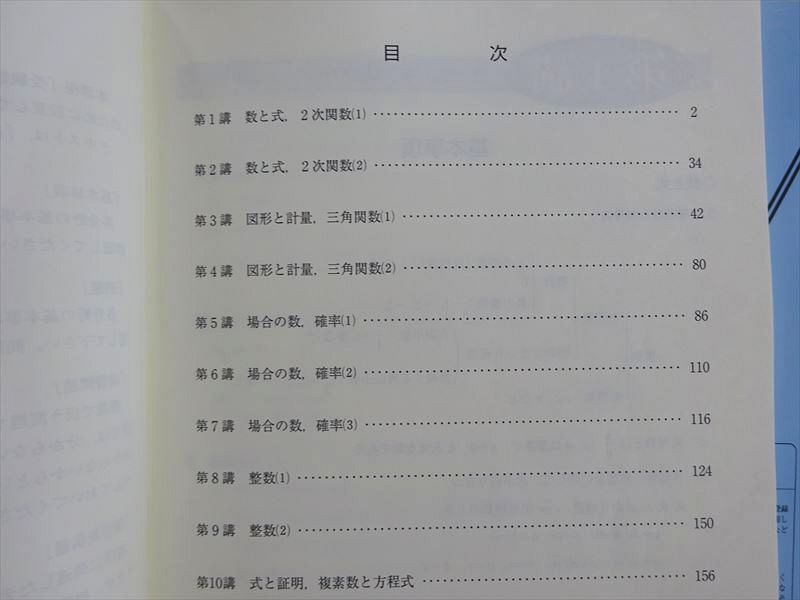 目 次
第1講 数と式，2次関数(1) ……………………………………… 2
第2講 数と式，2次関数(2) ……………………………………… 34
第3講 図形と計量，三角関数(1) ……………………………………… 42
第4講 図形と計量，三角関数(2) ……………………………………… 80
第5講 場合の数，確率(1) ……………………………………… 86
第6講 場合の数，確率(2) ……………………………………… 110
第7講 場合の数，確率(3) ……………………………………… 116
第8講 整数(1) ……………………………………… 124
第9講 整数(2) ……………………………………… 150
第10講 式と証明，複素数と方程式 ……………………………………… 156